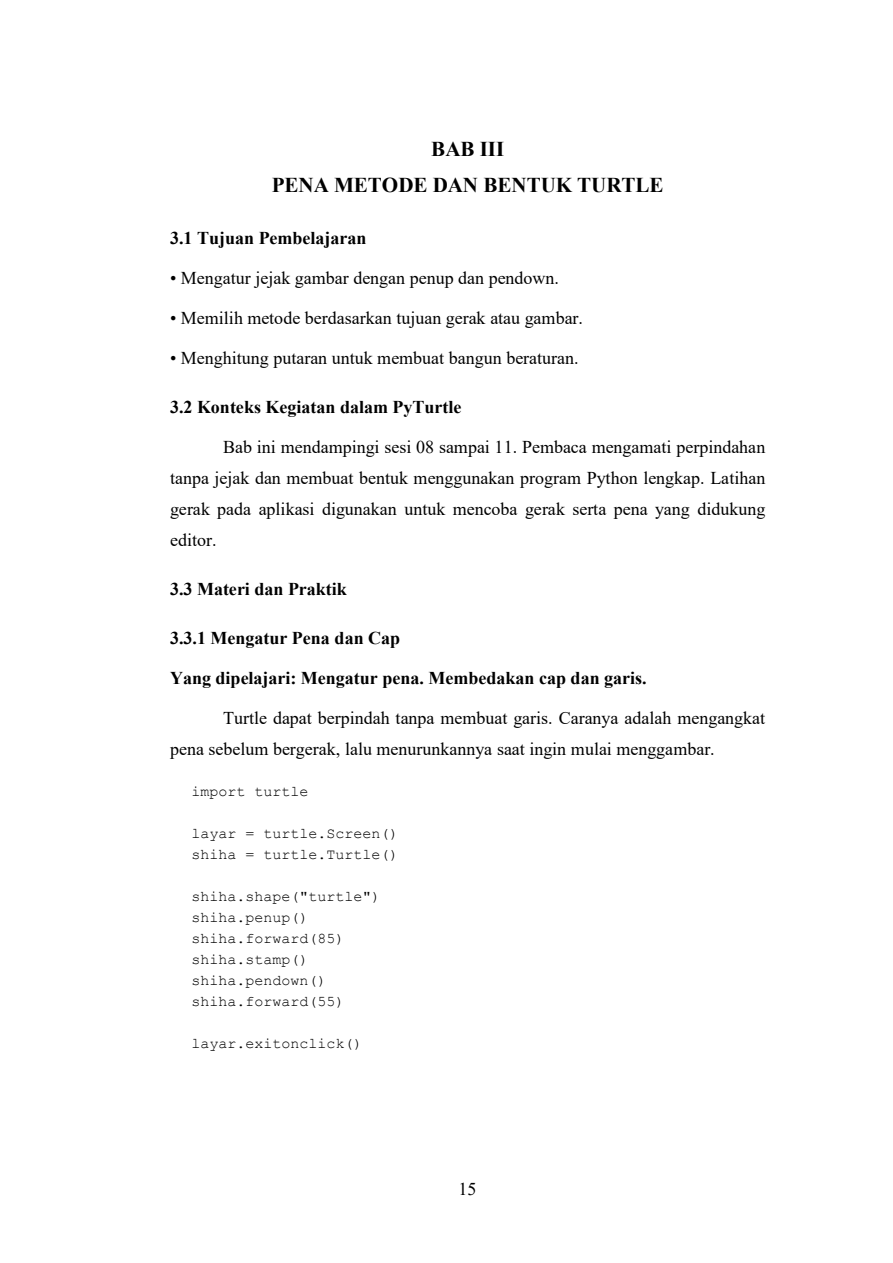 BAB III
PENA METODE DAN BENTUK TURTLE
3.1 Tujuan Pembelajaran
• Mengatur jejak gambar dengan penup dan pendown.
• Memilih metode berdasarkan tujuan gerak atau gambar.
• Menghitung putaran untuk membuat bangun beraturan.
3.2 Konteks Kegiatan dalam PyTurtle
Bab ini mendampingi sesi 08 sampai 11. Pembaca mengamati perpindahan
tanpa jejak dan membuat bentuk menggunakan program Python lengkap. Latihan
gerak pada aplikasi digunakan untuk mencoba gerak serta pena yang didukung
editor.
3.3 Materi dan Praktik
3.3.1 Mengatur Pena dan Cap
Yang dipelajari: Mengatur pena. Membedakan cap dan garis.
Turtle dapat berpindah tanpa membuat garis. Caranya adalah mengangkat
pena sebelum bergerak, lalu menurunkannya saat ingin mulai menggambar.
import turtle
layar = turtle.Screen()
shiha = turtle.Turtle()
shiha.shape("turtle")
shiha.penup()
shiha.forward(85)
shiha.stamp()
shiha.pendown()
shiha.forward(55)
layar.exitonclick()
15